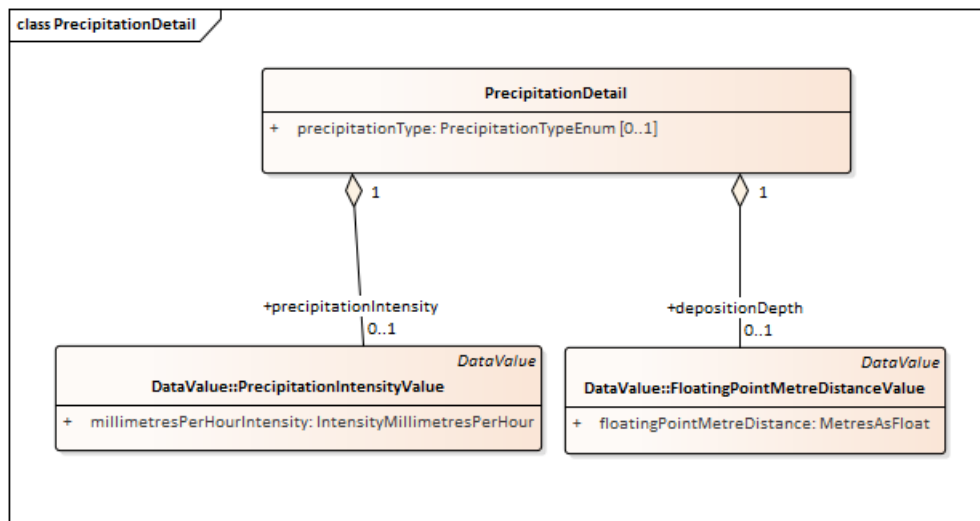 class PrecipitationDetail
PrecipitationDetail
+ precipitationType: PrecipitationTypeEnum [0..1]
1
1
+precipitationIntensity
0..1
+depositionDepth
0..1
DataValue
DataValue::PrecipitationIntensityValue
+ millimetresPerHourIntensity: IntensityMillimetresPerHour
DataValue
DataValue::FloatingPointMetreDistanceValue
+ floatingPointMetreDistance: MetresAsFloat